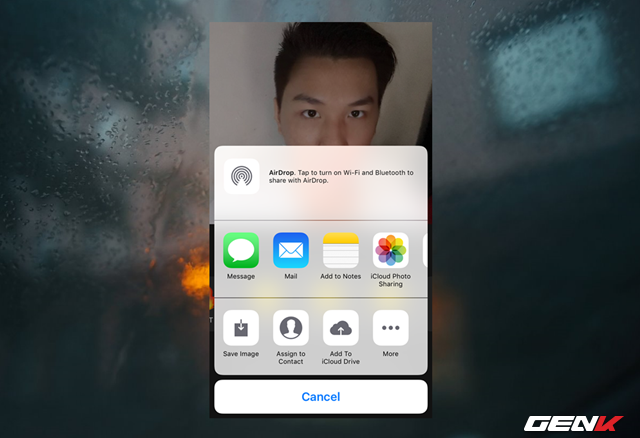 AirDrop. Tap to turn on Wi-Fi and Bluetooth to
share with AirDrop.
Message
Mail
Add to Notes
iCloud Photo
Sharing
T
Save Image
Assign to
Contact
Add To
iCloud Drive
More
Cancel
GENK